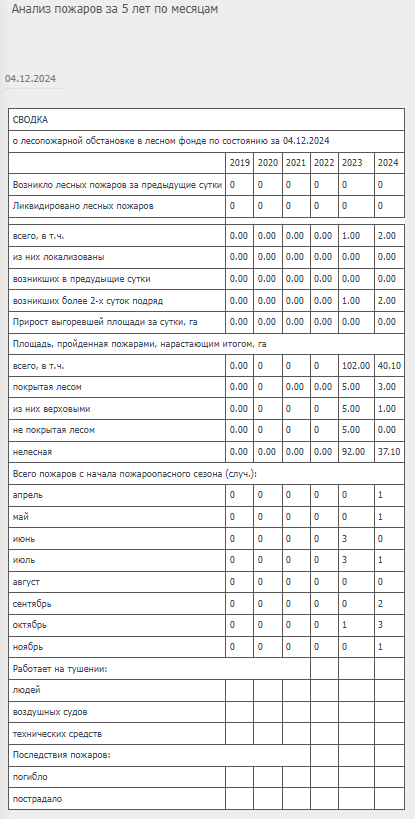 Анализ пожаров за 5 лет по месяцам
04.12.2024
СВОДКА
о лесопожарной обстановке в лесном фонде по состоянию за 04.12.2024
2019 2020 2021 2022 2023 2024
Возникло лесных пожаров за предыдущие сутки 0 0 0 0 0 0
Ликвидировано лесных пожаров 0 0 0 0 0 0
всего, в т.ч. 0.00 0.00 0.00 0.00 1.00 2.00
из них локализованы 0.00 0.00 0.00 0.00 0.00 0.00
возникших в предудыщие сутки 0.00 0.00 0.00 0.00 0.00 0.00
возникших более 2-х суток подряд 0.00 0.00 0.00 0.00 1.00 2.00
Прирост выгоревшей площади за сутки, га 0.00 0.00 0.00 0.00 0.00 0.00
Площадь, пройденная пожарами, нарастающим итогом, га
всего, в т.ч. 0.00 0 0.00 0 102.00 40.10
покрытая лесом 0.00 0 0.00 0.00 5.00 3.00
из них верховыми 0.00 0 0 0 5.00 1.00
не покрытая лесом 0.00 0 0 0 5.00 0.00
нелесная 0.00 0 0.00 0.00 92.00 37.10
Всего пожаров с начала пожароопасного сезона (случ.):
апрель 0 0 0 0 0 1
май 0 0 0 0 0 1
июнь 0 0 0 0 3 0
июль 0 0 0 0 3 1
август 0 0 0 0 0 0
сентябрь 0 0 0 0 0 2
октябрь 0 0 0 0 1 3
ноябрь 0 0 0 0 0 1
Работает на тушении:
людей
воздушных судов
технических средств
Последствия пожаров:
погибло
пострадало